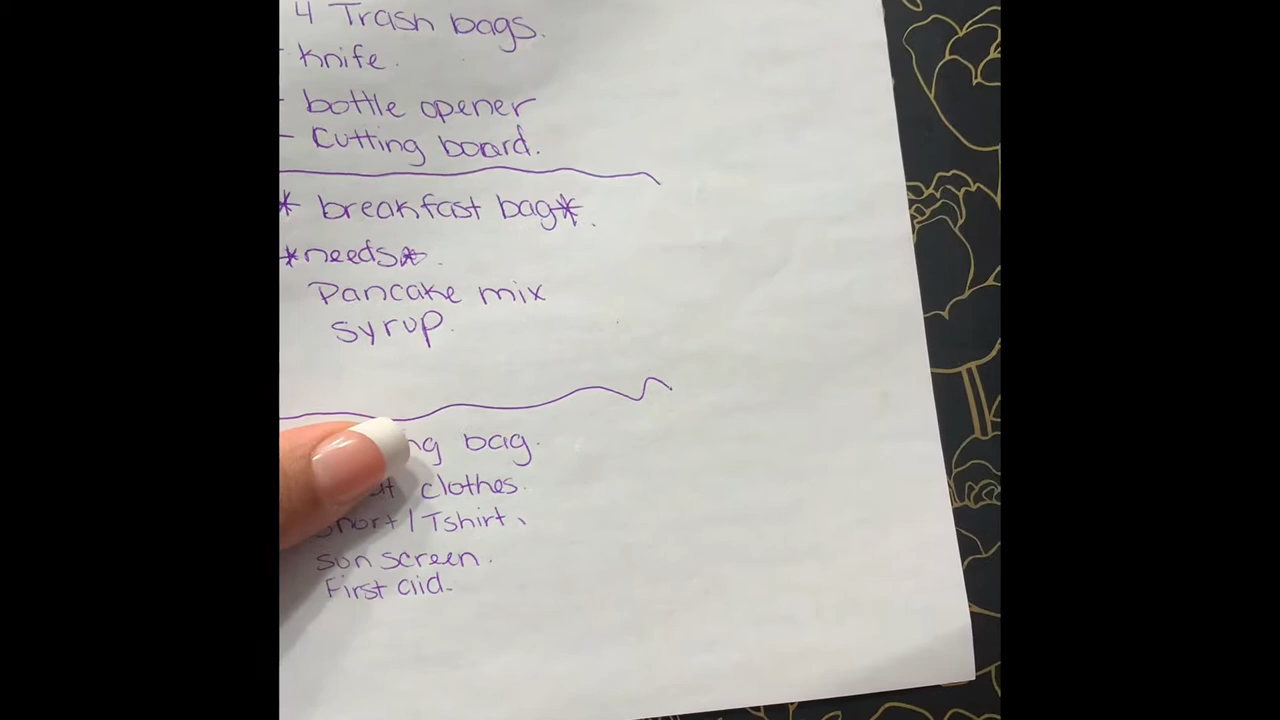 4 Trash bags.
- Knife.
- bottle opener
- Cutting board.
* breakfast bag*.
*needs*.
Pancake mix
syrup.
bag.
clothes.
Short/Tshirt.
sun screen.
First aid.